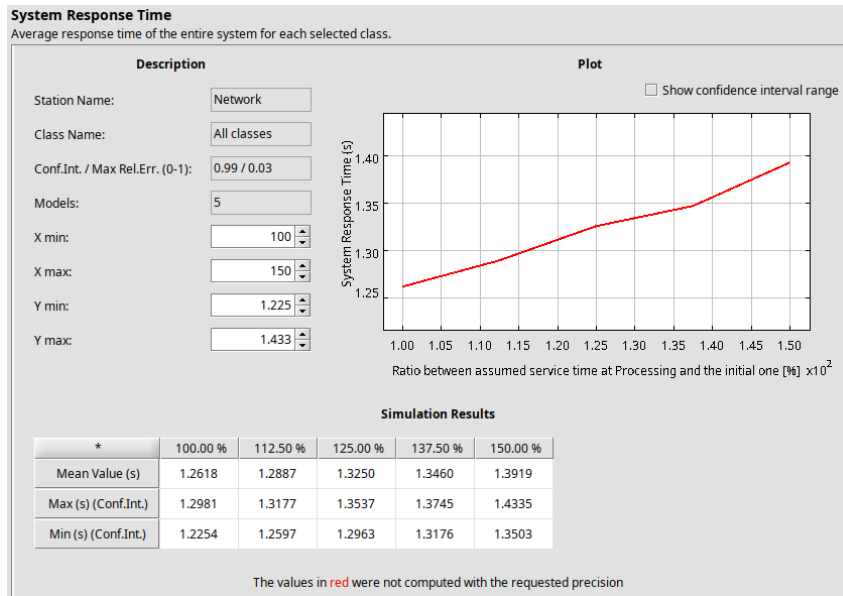 System Response Time
Average response time of the entire system for each selected class.
Description
Station Name: Network
Class Name: All classes
Conf.Int. / Max Rel.Err. (0-1): 0.99 / 0.03
Models: 5
X min: 100
X max: 150
Y min: 1.225
Y max: 1.433
Plot
Show confidence interval range
System Response Time (s)
1.40
1.35
1.30
1.25
1.00 1.05 1.10 1.15 1.20 1.25 1.30 1.35 1.40 1.45 1.50
Ratio between assumed service time at Processing and the initial one [%] x10²
Simulation Results
* 100.00 % 112.50 % 125.00 % 137.50 % 150.00 %
Mean Value (s) 1.2618 1.2887 1.3250 1.3460 1.3919
Max (s) (Conf.Int.) 1.2981 1.3177 1.3537 1.3745 1.4335
Min (s) (Conf.Int.) 1.2254 1.2597 1.2963 1.3176 1.3503
The values in red were not computed with the requested precision